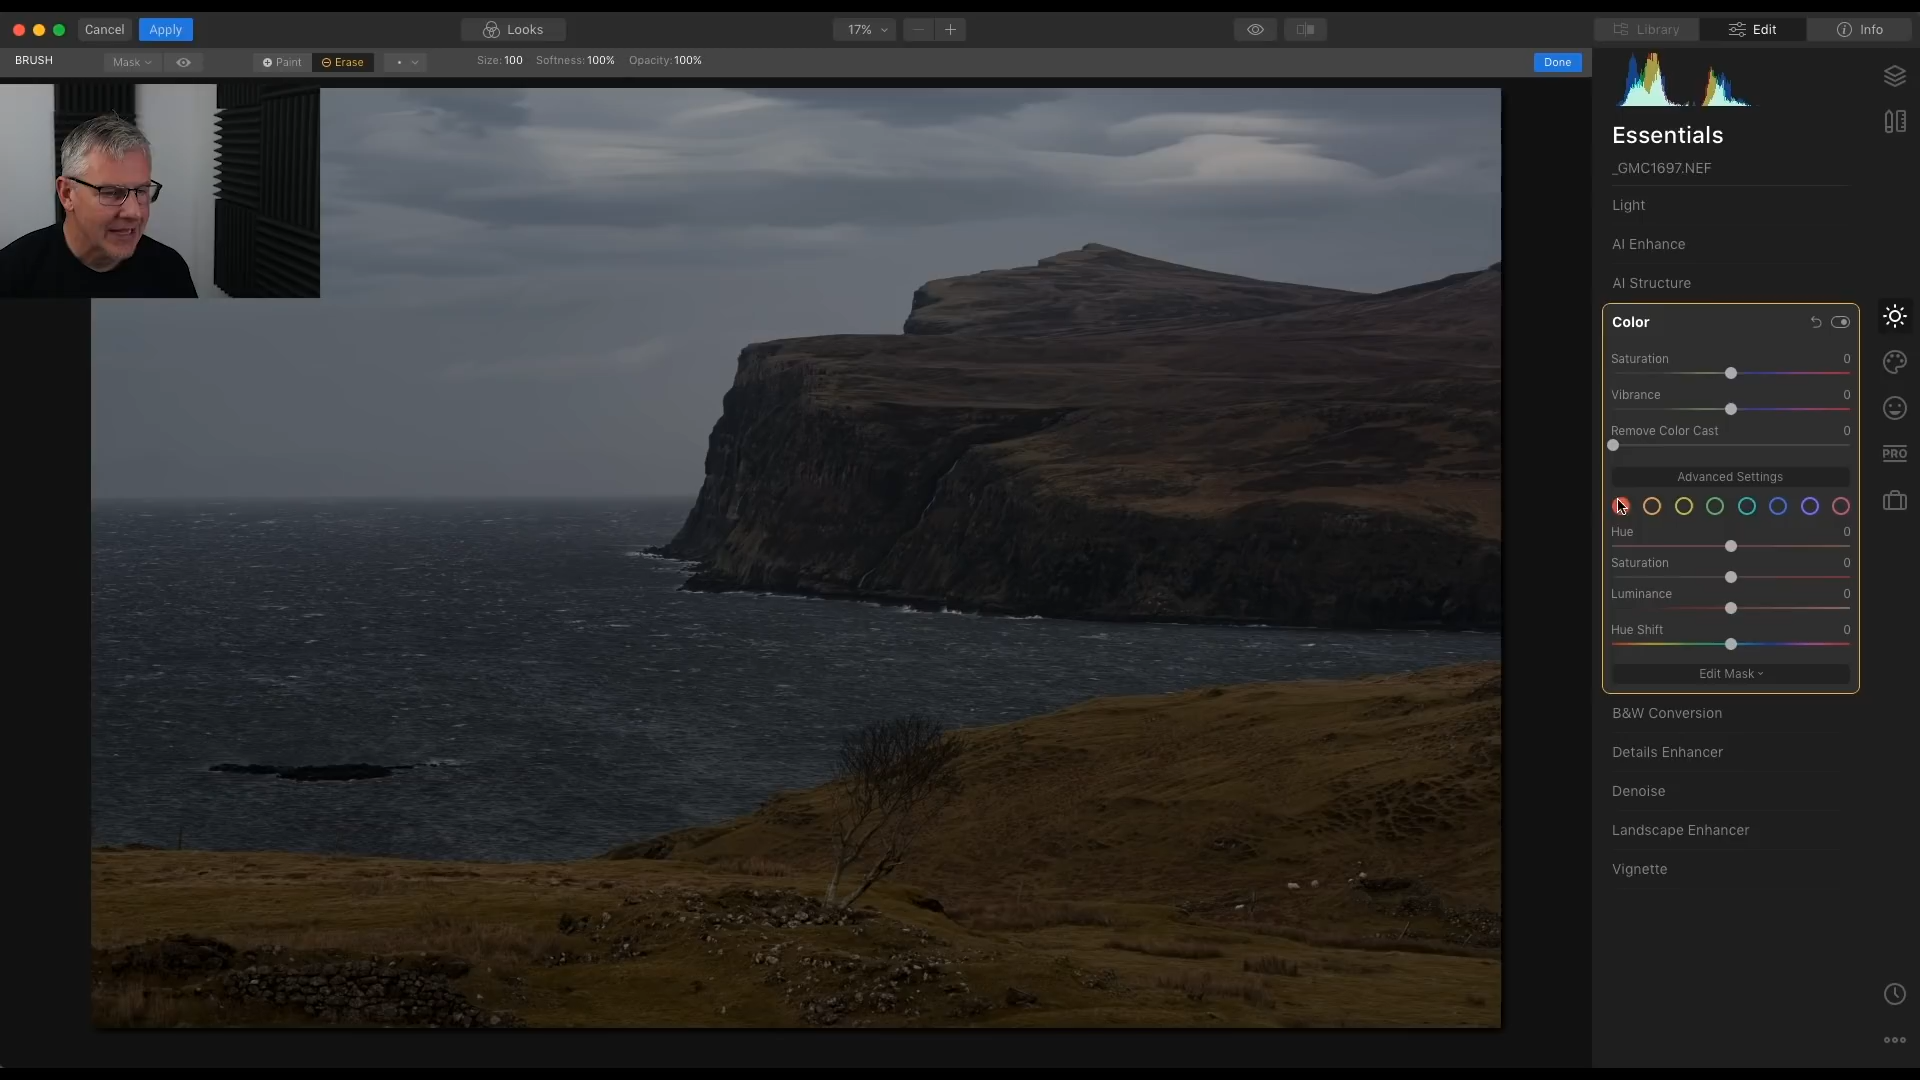 Cancel Apply Looks 17% Library Edit Info
BRUSH Mask Paint Erase Size: 100 Softness: 100% Opacity: 100% Done
Essentials
_GMC1697.NEF
Light
AI Enhance
AI Structure
Color
Saturation 0
Vibrance 0
Remove Color Cast 0
PRO
Advanced Settings
Hue 0
Saturation 0
Luminance 0
Hue Shift 0
Edit Mask
B&W Conversion
Details Enhancer
Denoise
Landscape Enhancer
Vignette